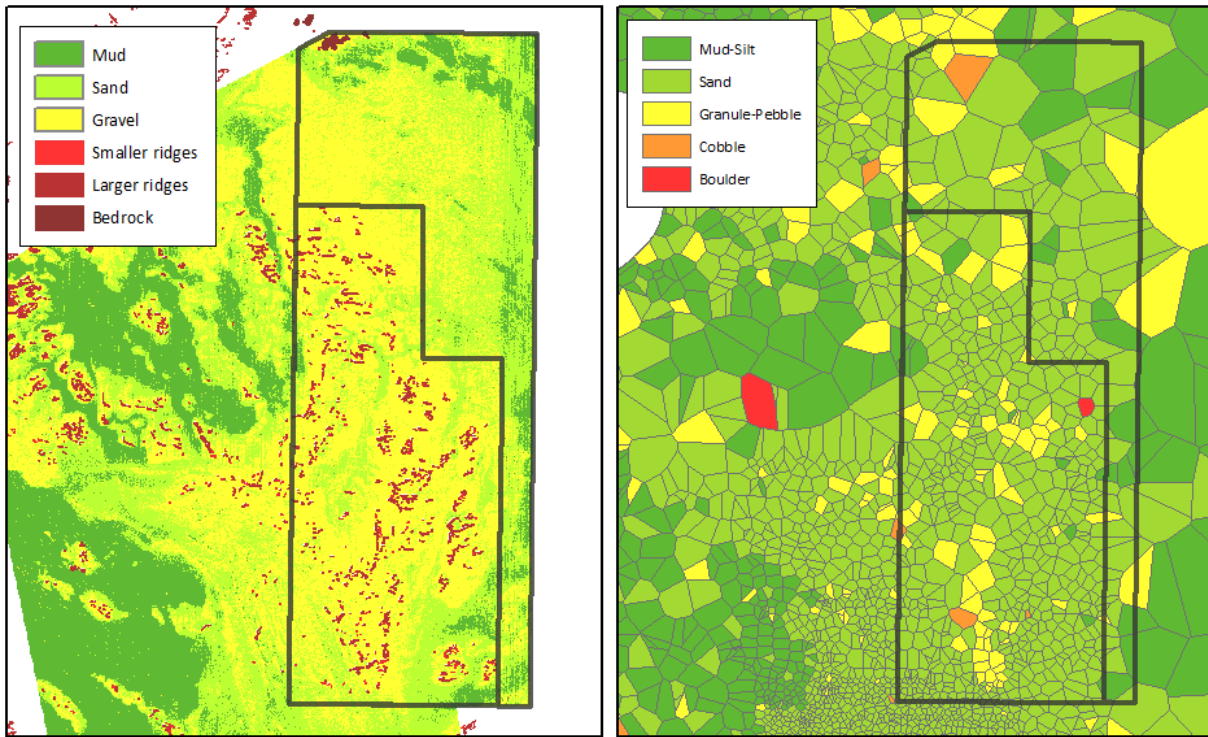 Mud
Sand
Gravel
Smaller ridges
Larger ridges
Bedrock
Mud-Silt
Sand
Granule-Pebble
Cobble
Boulder